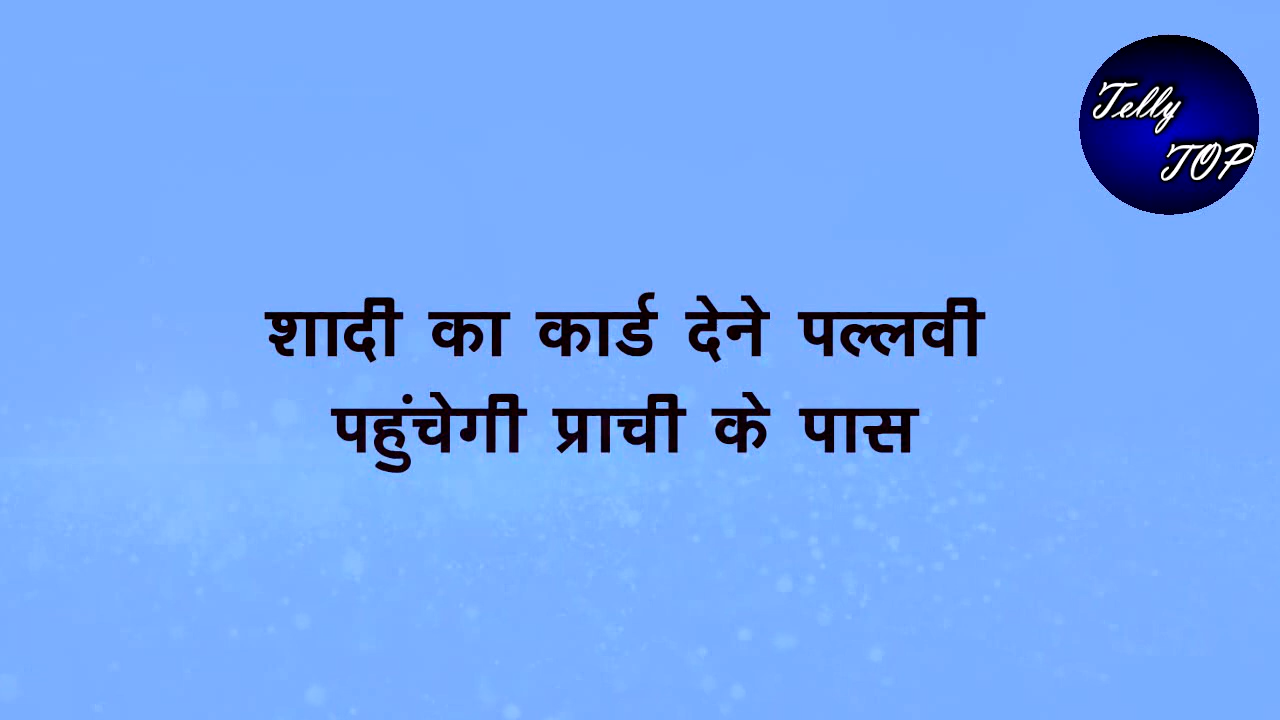 Telly
TOP
शादी का कार्ड देने पल्लवी
पहुंचेगी प्राची के पास